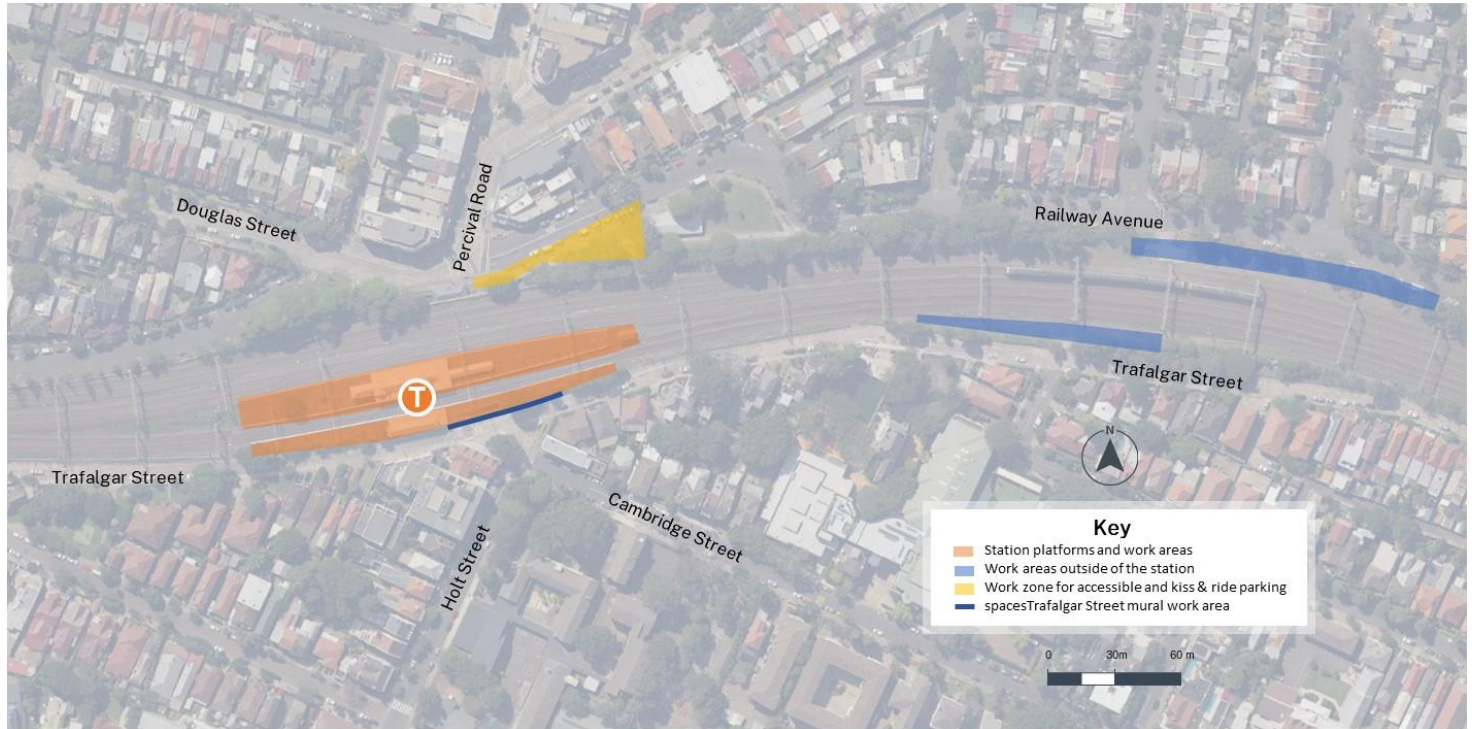 Douglas Street
Percival Road
Railway Avenue
T
Trafalgar Street
Trafalgar Street
Holt Street
Cambridge Street
N
Key
Station platforms and work areas
Work areas outside of the station
Work zone for accessible and kiss & ride parking
spacesTrafalgar Street mural work area
0 30m 60 m